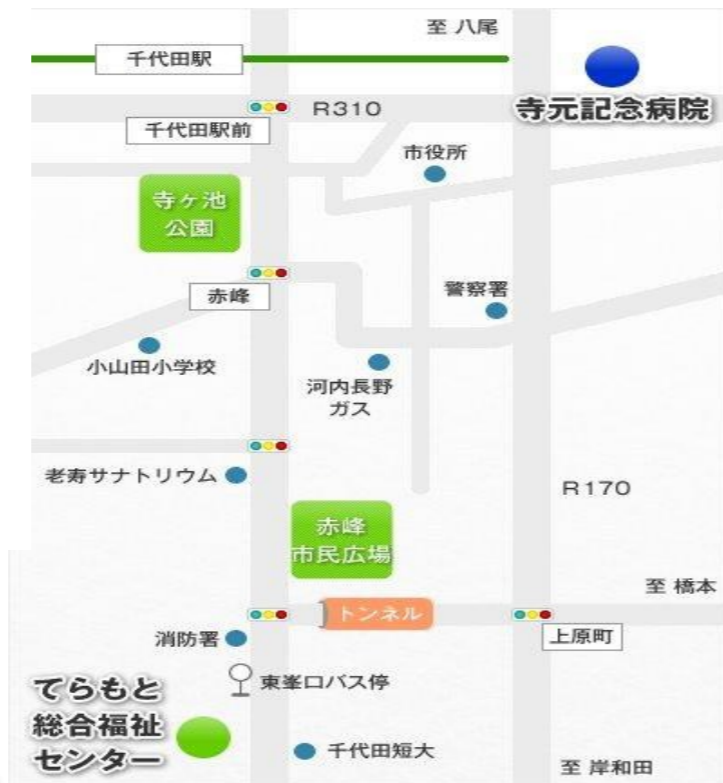 至 八尾
千代田駅
R310
寺元記念病院
千代田駅前
市役所
寺ヶ池
公園
赤峰
警察署
小山田小学校
河内長野
ガス
老寿サナトリウム
R170
赤峰
市民広場
至 橋本
トンネル
消防署
上原町
東峯口バス停
てらもと
総合福祉
センター
千代田短大
至 岸和田